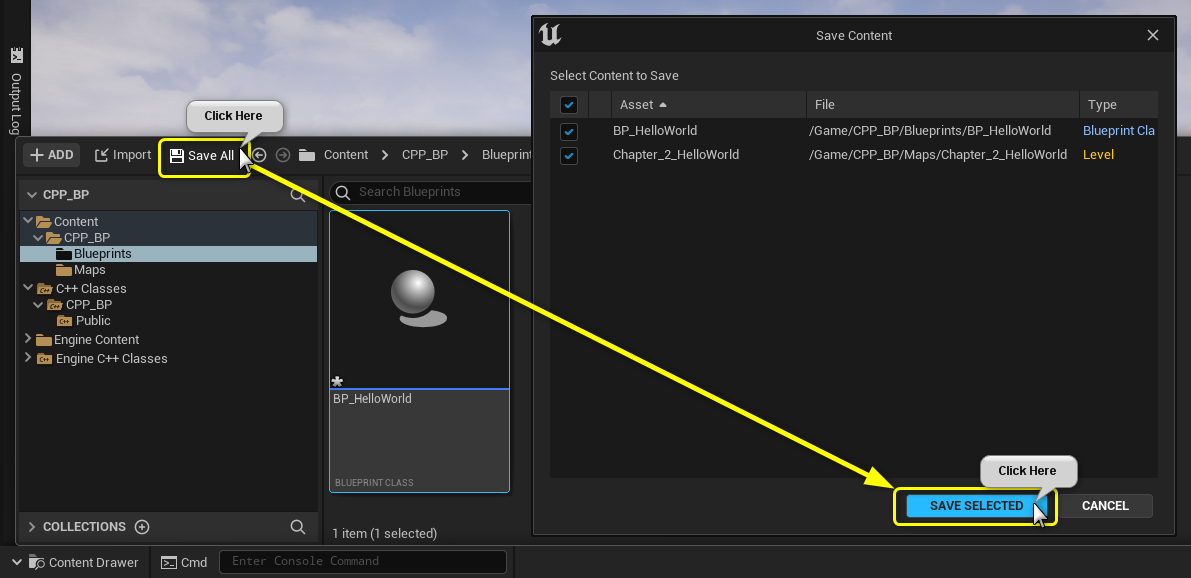 Output Log
Click Here
ADD
Import
Save All
Content
CPP_BP
Blueprint
CPP_BP
Search Blueprints
Content
CPP_BP
Blueprints
Maps
C++ Classes
CPP_BP
C++ Public
Engine Content
C++ Engine C++ Classes
BP_HelloWorld
BLUEPRINT CLASS
COLLECTIONS
1 item (1 selected)
Content Drawer
Cmd
Enter Console Command
Save Content
Select Content to Save
Asset File Type
BP_HelloWorld /Game/CPP_BP/Blueprints/BP_HelloWorld Blueprint Cla
Chapter_2_HelloWorld /Game/CPP_BP/Maps/Chapter_2_HelloWorld Level
Click Here
SAVE SELECTED
CANCEL